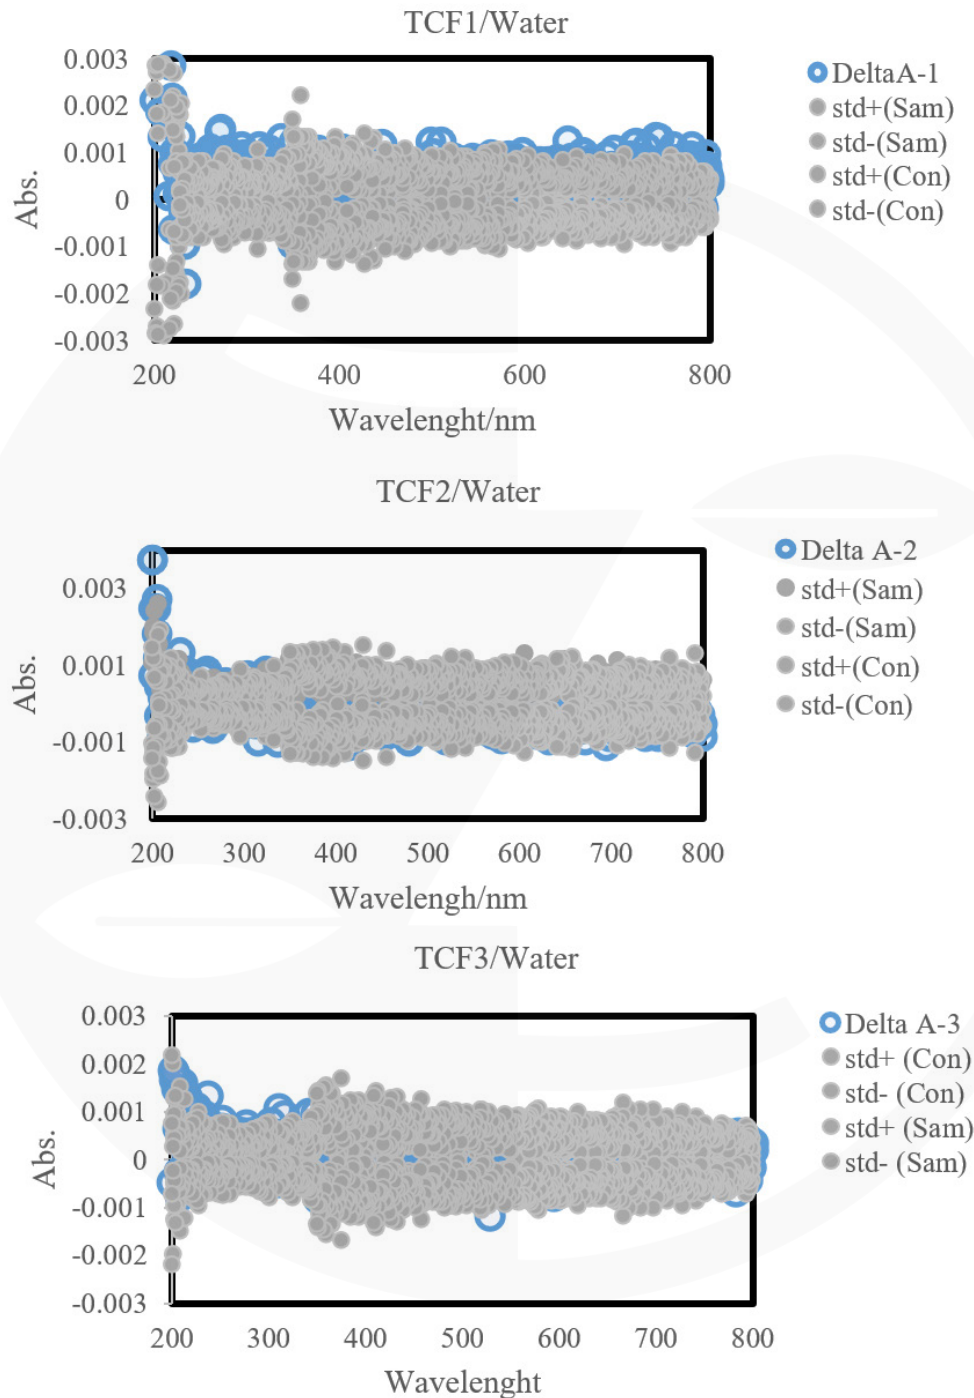 TCF1/Water
0.003
0.002
0.001
0
-0.001
-0.002
-0.003
Abs.
200
400
600
800
Wavelenght/nm
DeltaA-1
std+(Sam)
std-(Sam)
std+(Con)
std-(Con)
TCF2/Water
0.003
0.001
-0.001
-0.003
Abs.
200
300
400
500
600
700
800
Wavelengh/nm
Delta A-2
std+(Sam)
std-(Sam)
std+(Con)
std-(Con)
TCF3/Water
0.003
0.002
0.001
0
-0.001
-0.002
-0.003
Abs.
200
300
400
500
600
700
800
Wavelenght
Delta A-3
std+ (Con)
std- (Con)
std+ (Sam)
std- (Sam)